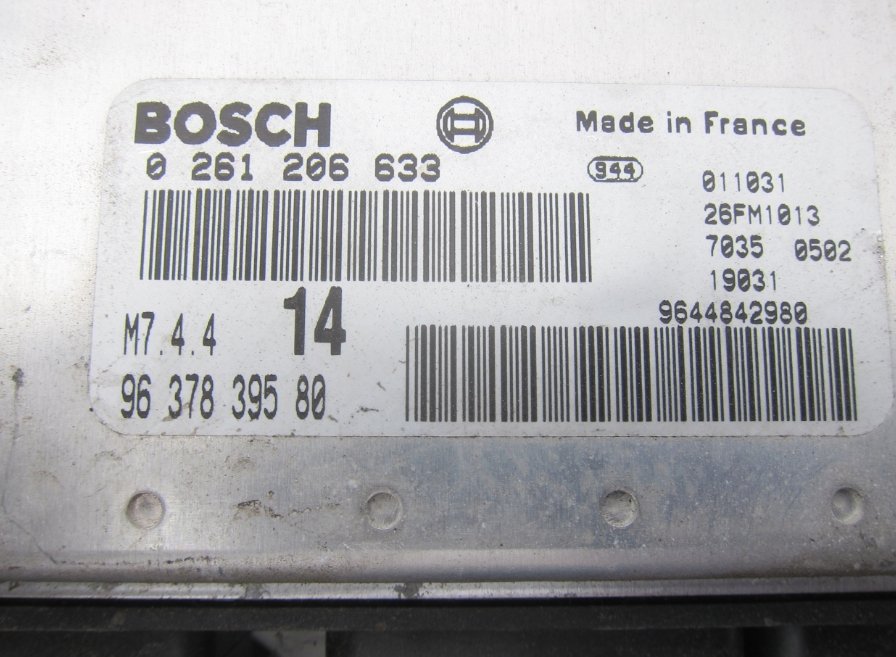 BOSCH
Made in France
0 261 206 633
944
011031
26FM1013
7035 0502
19031
9644842980
M7.4.4
14
96 378 395 80